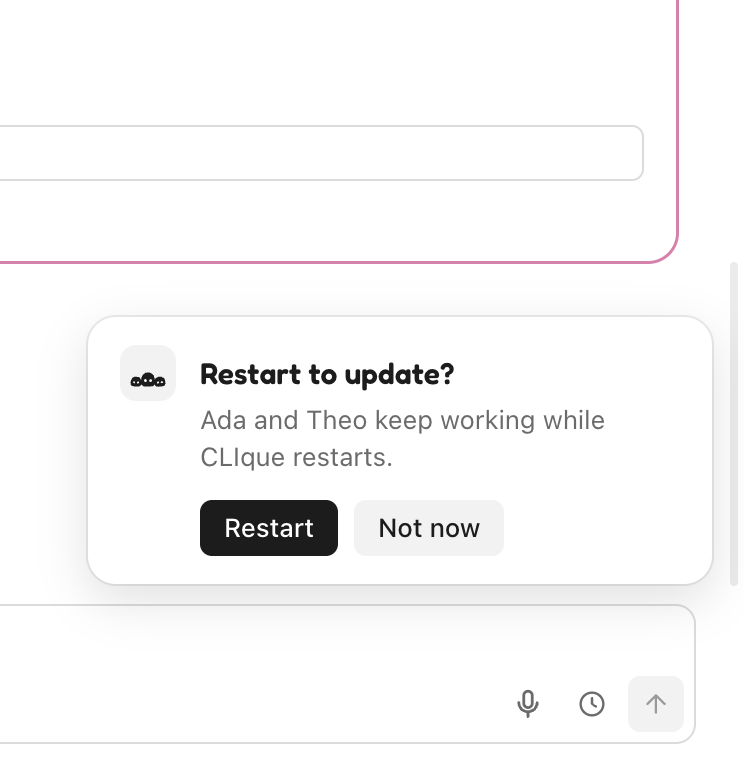 Restart to update?
Ada and Theo keep working while
CLIque restarts.
Restart
Not now